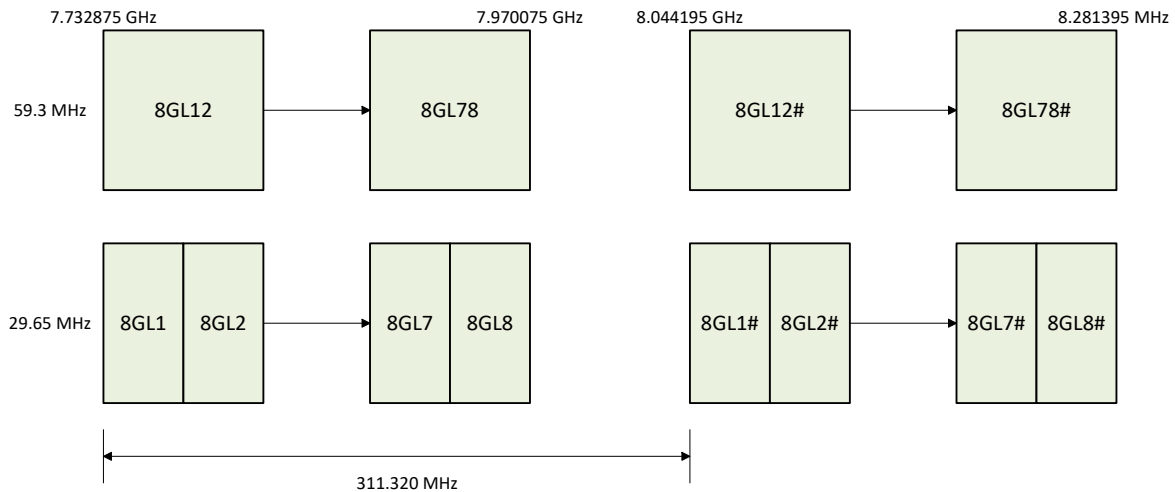 7.732875 GHz
7.970075 GHz
8.044195 GHz
8.281395 MHz
59.3 MHz
8GL12
8GL78
8GL12#
8GL78#
29.65 MHz
8GL1
8GL2
8GL7
8GL8
8GL1#
8GL2#
8GL7#
8GL8#
311.320 MHz